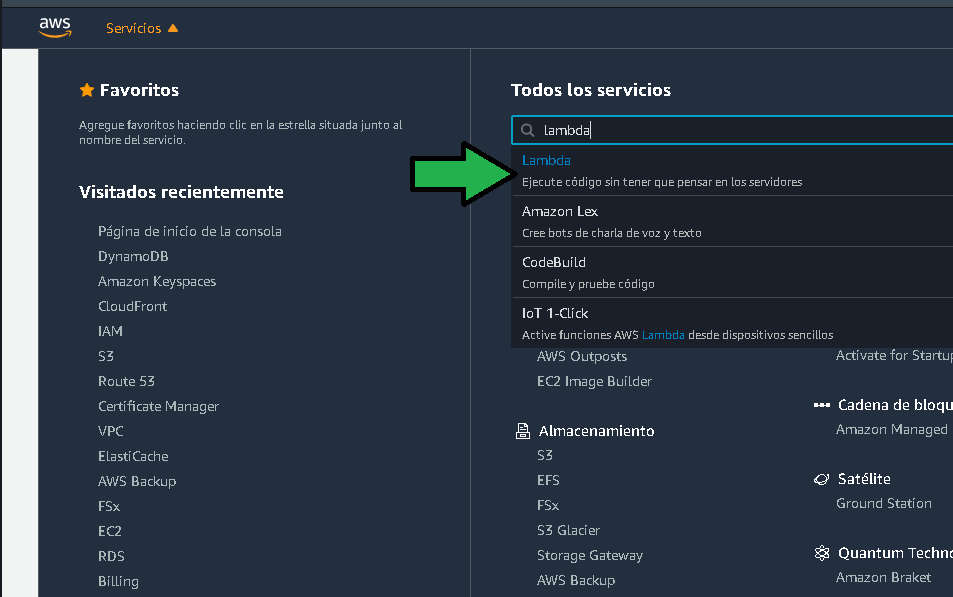 aws
Servicios
Favoritos
Agregue favoritos haciendo clic en la estrella situada junto al
nombre del servicio.
Visitados recientemente
Página de inicio de la consola
DynamoDB
Amazon Keyspaces
CloudFront
IAM
S3
Route 53
Certificate Manager
VPC
ElastiCache
AWS Backup
FSx
EC2
RDS
Billing
Todos los servicios
lambda
Lambda
Ejecute código sin tener que pensar en los servidores
Amazon Lex
Cree bots de charla de voz y texto
CodeBuild
Compile y pruebe código
IoT 1-Click
Active funciones AWS Lambda desde dispositivos sencillos
AWS Outposts
EC2 Image Builder
Almacenamiento
S3
EFS
FSx
S3 Glacier
Storage Gateway
AWS Backup
Activate for Startup
Cadena de bloqu
Amazon Managed
Satélite
Ground Station
Quantum Techno
Amazon Braket